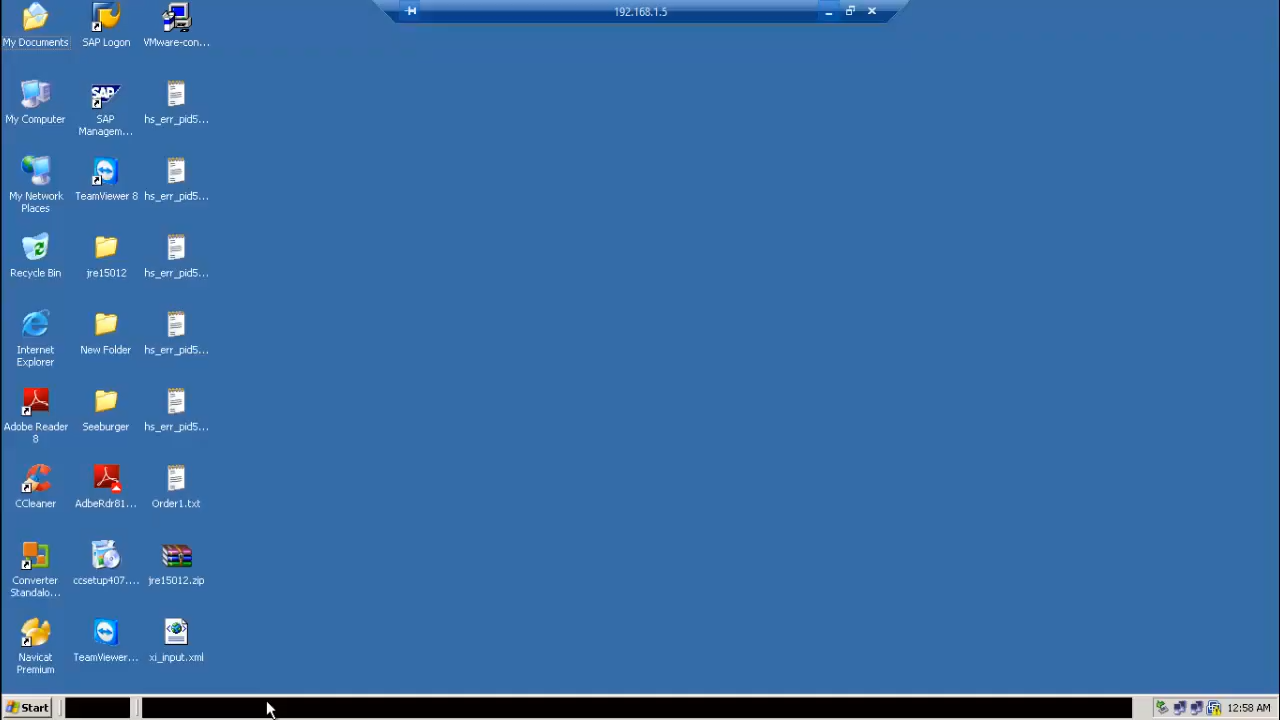 192.168.1.5
My Documents
SAP Logon
VMware-con...
My Computer
SAP
SAP
Managem...
hs_err_pid5...
My Network
Places
TeamViewer 8
hs_err_pid5...
Recycle Bin
jre15012
hs_err_pid5...
Internet
Explorer
New Folder
hs_err_pid5...
Adobe Reader
8
Seeburger
hs_err_pid5...
CCleaner
AdbeRdr81...
Order1.txt
Converter
Standalo...
ccsetup407....
jre15012.zip
Navicat
Premium
TeamViewer...
xi_input.xml
Start
12:58 AM